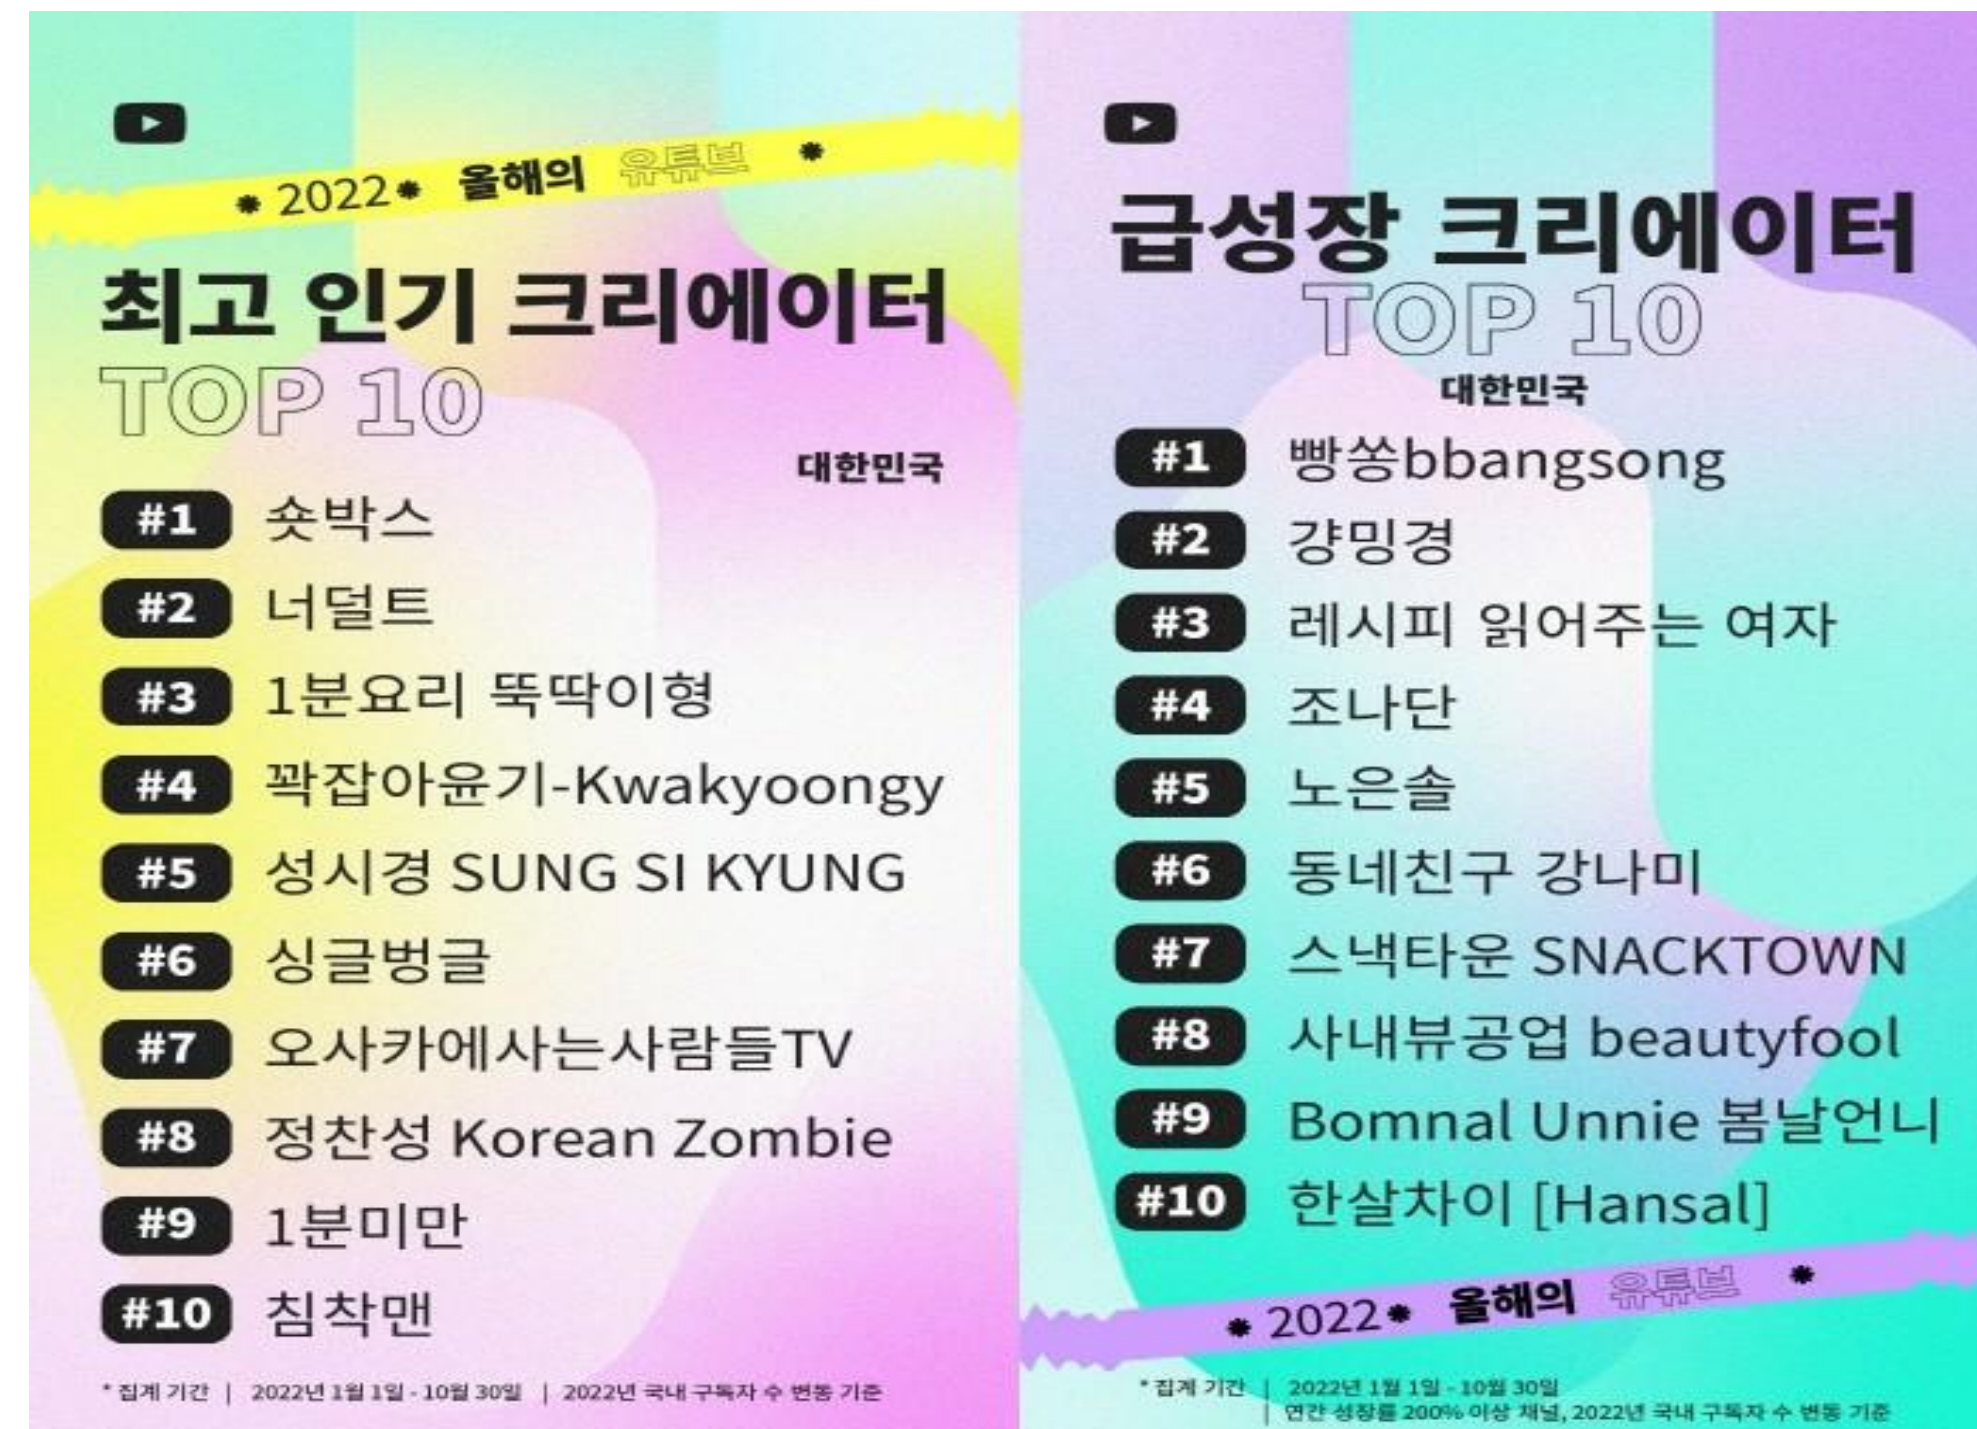 * 2022* 올해의 유튜브 *
최고 인기 크리에이터
TOP 10
대한민국
#1 숏박스
#2 너덜트
#3 1분요리 뚝딱이형
#4 꽉잡아윤기-Kwakyoongy
#5 성시경 SUNG SI KYUNG
#6 싱글벙글
#7 오사카에사는사람들TV
#8 정찬성 Korean Zombie
#9 1분미만
#10 침착맨
* 집계 기간 | 2022년 1월 1일 - 10월 30일 | 2022년 국내 구독자 수 변동 기준
급성장 크리에이터
TOP 10
대한민국
#1 빵쏭bbangsong
#2 걍밍경
#3 레시피 읽어주는 여자
#4 조나단
#5 노은솔
#6 동네친구 강나미
#7 스낵타운 SNACKTOWN
#8 사내뷰공업 beautyfool
#9 Bomnal Unnie 봄날언니
#10 한살차이 [Hansal]
* 2022* 올해의 유튜브 *
* 집계 기간 | 2022년 1월 1일 - 10월 30일
| 연간 성장률 200% 이상 채널, 2022년 국내 구독자 수 변동 기준